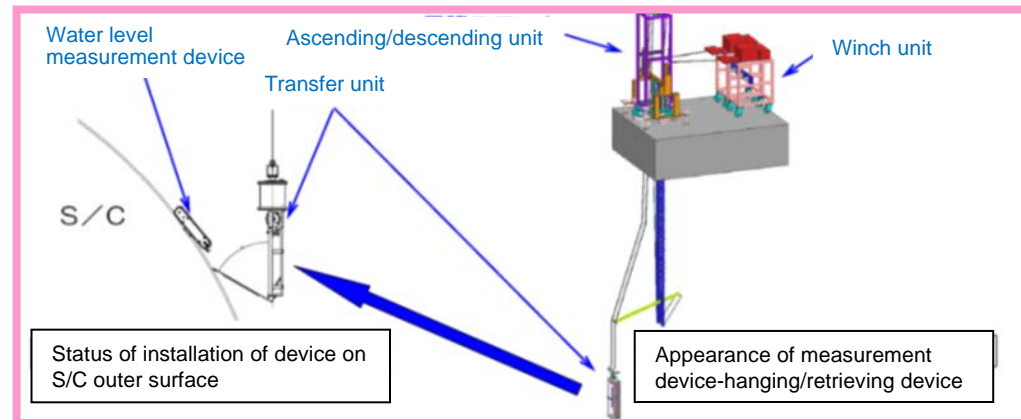 Water level
measurement device
Ascending/descending unit
Winch unit
Transfer unit
S/C
Status of installation of device on
S/C outer surface
Appearance of measurement
device-hanging/retrieving device